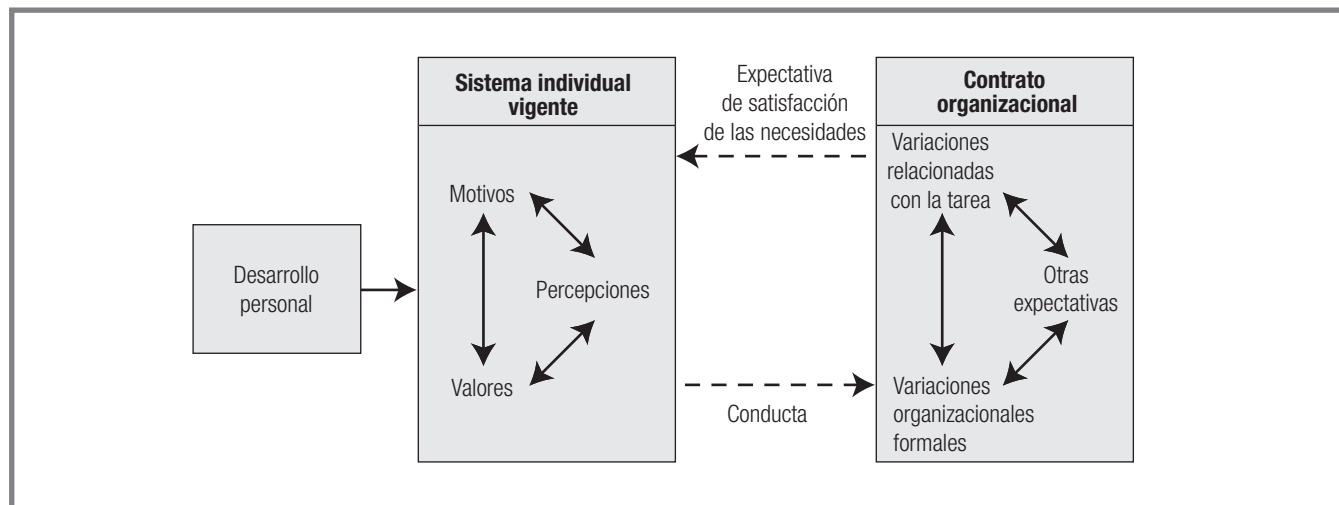 Desarrollo
personal
Sistema individual
vigente
Motivos
Percepciones
Valores
Expectativa
de satisfacción
de las necesidades
Conducta
Contrato
organizacional
Variaciones
relacionadas
con la tarea
Otras
expectativas
Variaciones
organizacionales
formales